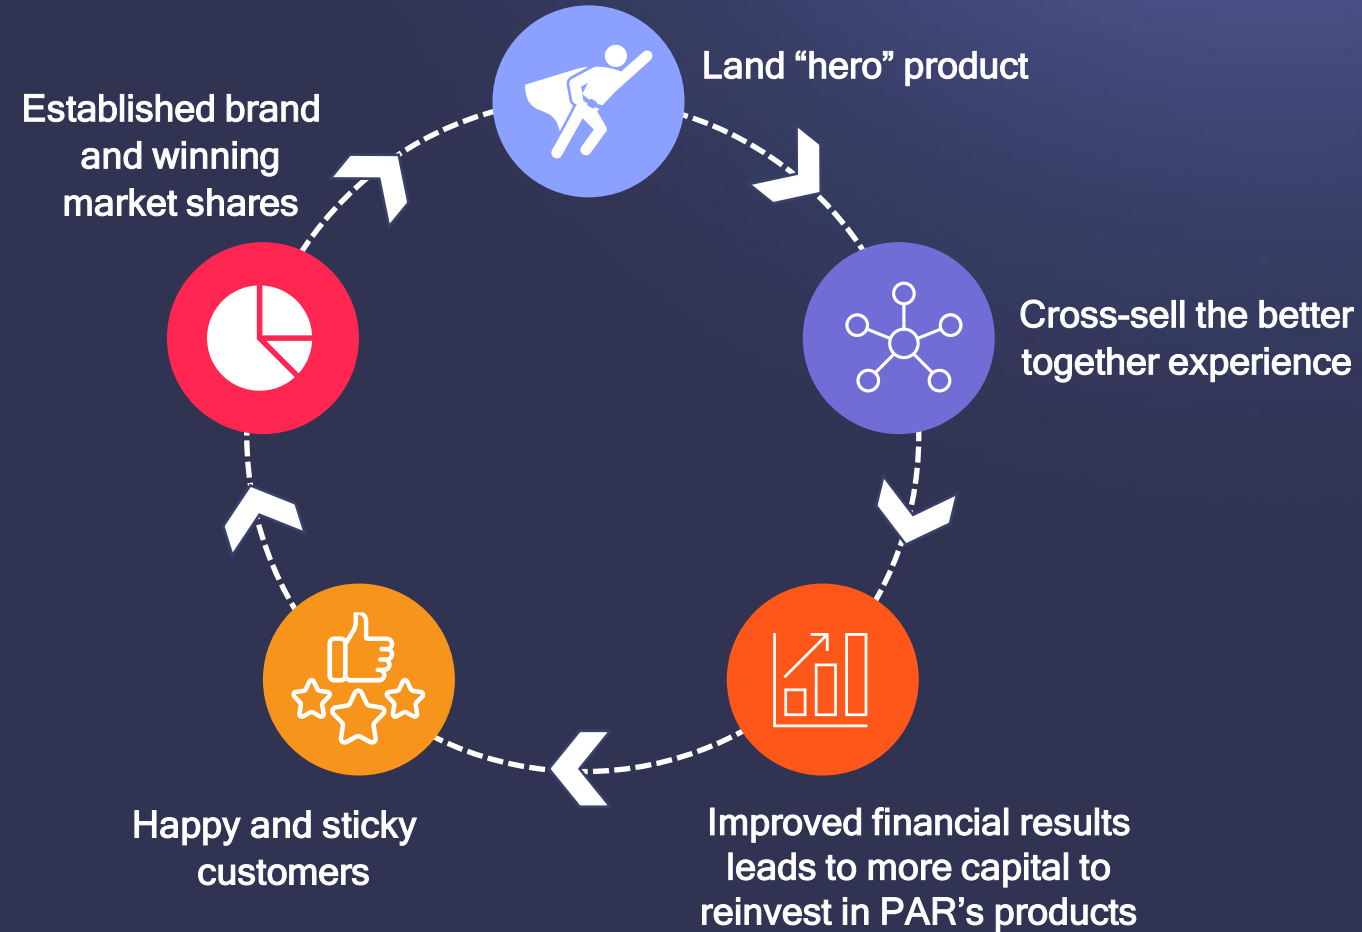 Land “hero” product
Cross-sell the better
together experience
Improved financial results
leads to more capital to
reinvest in PAR’s products
Happy and sticky
customers
Established brand
and winning
market shares